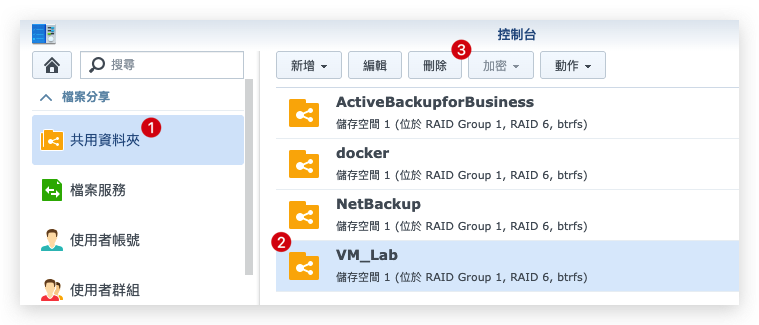 控制台
搜尋
新增 編輯 刪除 加密 動作
3
檔案分享
共用資料夾
1
檔案服務
使用者帳號
使用者群組
ActiveBackupforBusiness
儲存空間 1 (位於 RAID Group 1, RAID 6, btrfs)
docker
儲存空間 1 (位於 RAID Group 1, RAID 6, btrfs)
NetBackup
儲存空間 1 (位於 RAID Group 1, RAID 6, btrfs)
2
VM_Lab
儲存空間 1 (位於 RAID Group 1, RAID 6, btrfs)